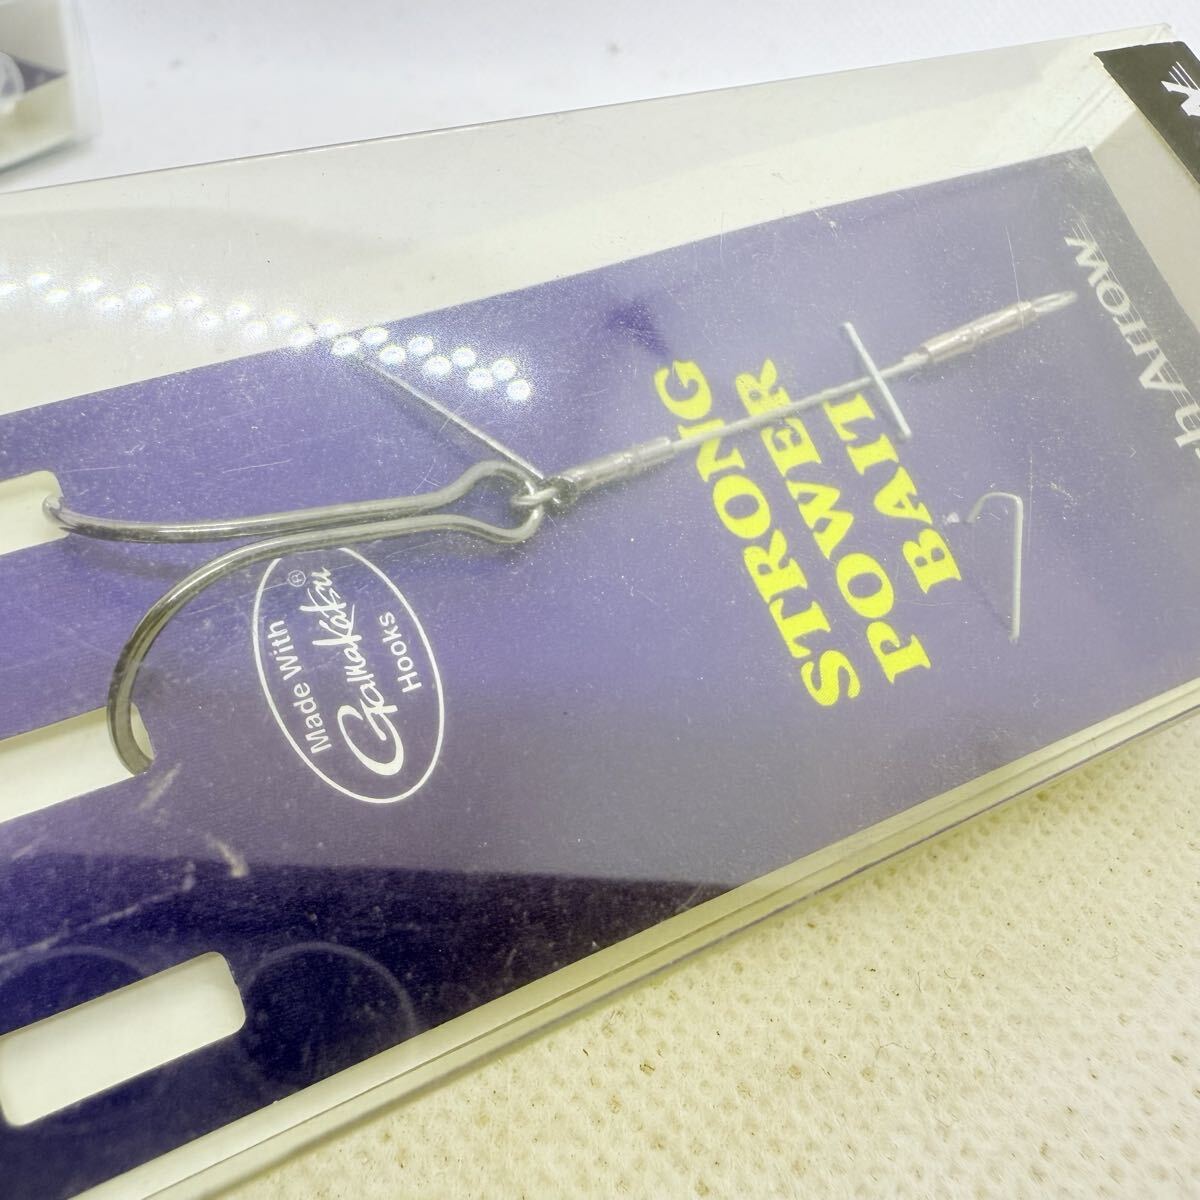 Arrow
STRONG
POWER
BAIT
Made With
Gamakatsu®
Hooks